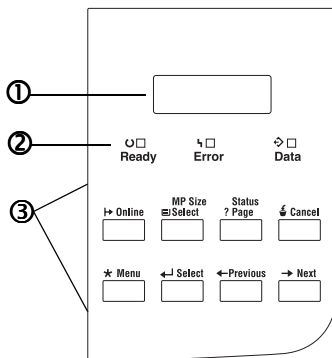 ①
②
Ready Error Data
③
Online MP Size Select Status ? Page Cancel
* Menu Select Previous Next